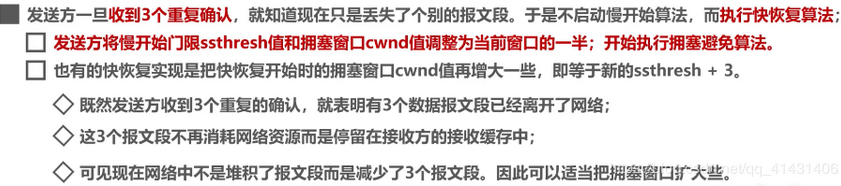 发送方一旦收到3个重复确认，就知道现在只是丢失了个别的报文段。于是不启动慢开始算法，而执行快恢复算法；
发送方将慢开始门限ssthresh值和拥塞窗口cwnd值调整为当前窗口的一半；开始执行拥塞避免算法。
也有的快恢复实现是把快恢复开始时的拥塞窗口cwnd值再增大一些，即等于新的ssthresh + 3。
既然发送方收到3个重复的确认，就表明有3个数据报文段已经离开了网络；
这3个报文段不再消耗网络资源而是停留在接收方的接收缓存中；
可见现在网络中不是堆积了报文段而是减少了3个报文段。因此可以适当把拥塞窗口扩大些。
net/qq_41431406